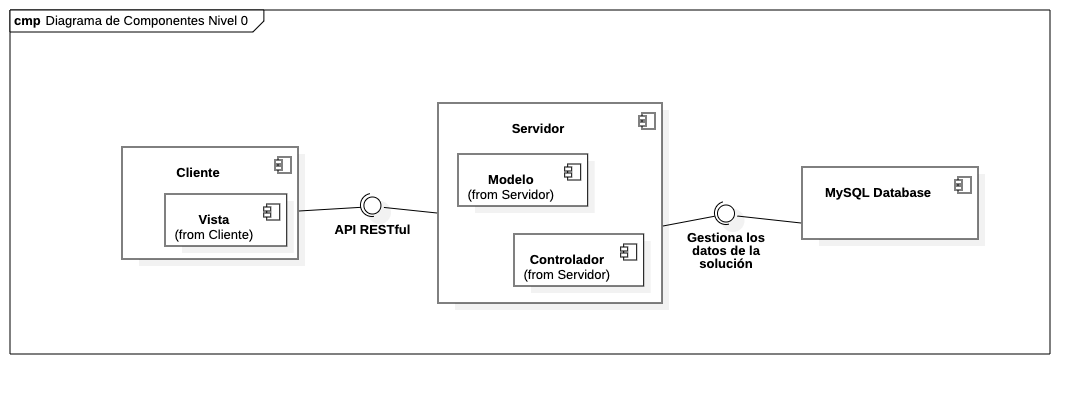 cmp Diagrama de Componentes Nivel 0
Cliente
Vista
(from Cliente)
API RESTful
Servidor
Modelo
(from Servidor)
Controlador
(from Servidor)
Gestiona los
datos de la
solución
MySQL Database